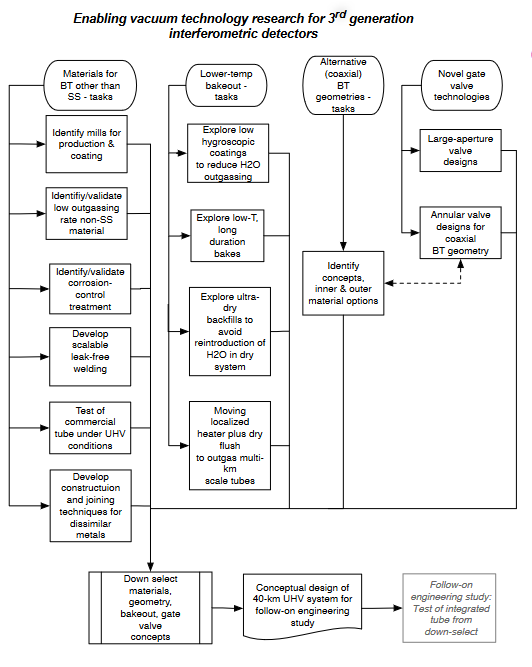 Enabling vacuum technology research for 3rd generation
interferometric detectors
Materials for
BT other than
SS - tasks
Identify mills for
production &
coating
Identifiy/validate
low outgassing
rate non-SS
material
Identify/validate
corrosion-
control
treatment
Develop
scalable
leak-free
welding
Test of
commercial
tube under UHV
conditions
Develop
constructuion
and joining
techniques for
dissimilar
metals
Lower-temp
bakeout -
tasks
Explore low
hygroscopic
coatings
to reduce H2O
outgassing
Explore low-T,
long
duration
bakes
Explore ultra-
dry
backfills to
avoid
reintroduction of
H2O in dry
system
Moving
localized
heater plus dry
flush
to outgas multi-
km
scale tubes
Alternative
(coaxial)
BT
geometries -
tasks
Identify
concepts,
inner & outer
material options
Novel gate
valve
technologies
Large-aperture
valve
designs
Annular valve
designs for
coaxial
BT geometry
Down select
materials,
geometry,
bakeout, gate
valve
concepts
Conceptual design of
40-km UHV system for
follow-on engineering
study
Follow-on
engineering study:
Test of integrated
tube from
down-select